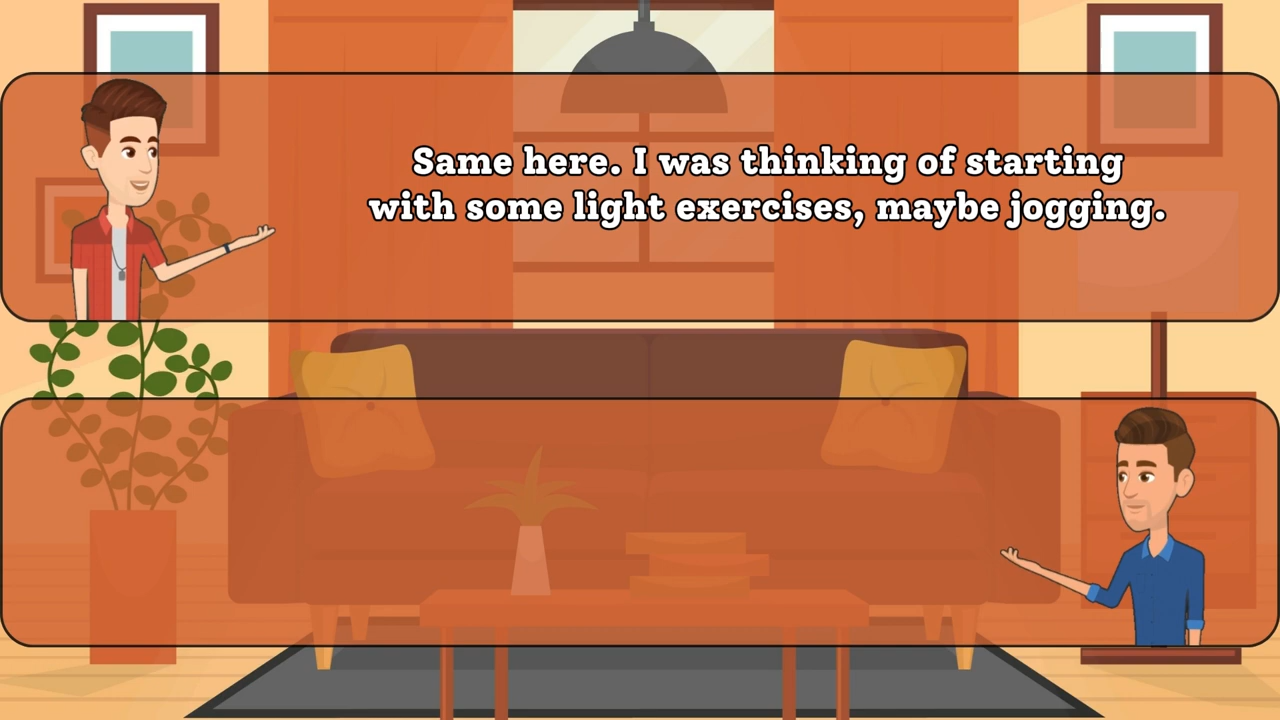 Same here. I was thinking of starting
with some light exercises, maybe jogging.